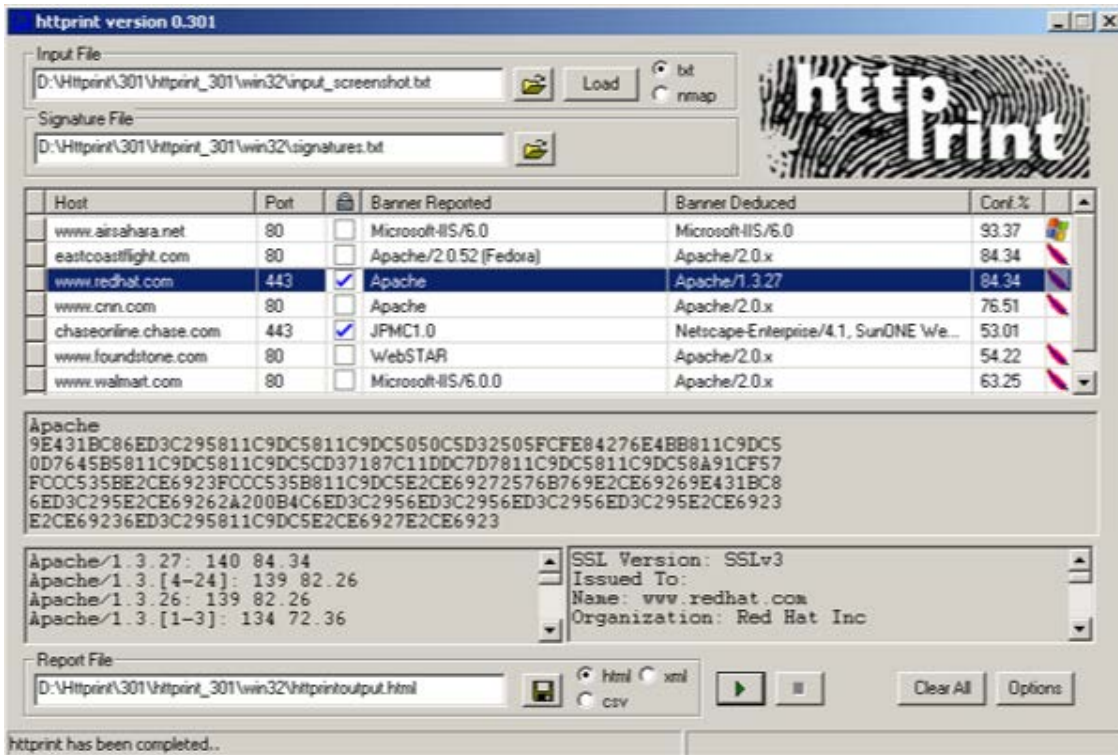 httprint version 0.301
Input File
D:\Httprint\301\httprint_301\win32\input_screenshot.txt
Load
txt
nmap
Signature File
D:\Httprint\301\httprint_301\win32\signatures.txt
http
print
Host Port Banner Reported Banner Deduced Conf.%
www.airsahara.net 80 Microsoft-IIS/6.0 Microsoft-IIS/6.0 93.37
eastcoastflight.com 80 Apache/2.0.52 (Fedora) Apache/2.0.x 84.34
www.redhat.com 443 Apache Apache/1.3.27 84.34
www.cnn.com 80 Apache Apache/2.0.x 76.51
chaseonline.chase.com 443 JPMC1.0 Netscape-Enterprise/4.1, SunONE We... 53.01
www.foundstone.com 80 WebSTAR Apache/2.0.x 54.22
www.walmart.com 80 Microsoft-IIS/6.0.0 Apache/2.0.x 63.25
Apache
9E431BC86ED3C295811C9DC5811C9DC5050C5D32505FCFE84276E4BB811C9DC5
0D7645B5811C9DC5811C9DC5CD37187C11DDC7D7811C9DC5811C9DC58A91CF57
FCCC535BE2CE6923FCCC535B811C9DC5E2CE69272576B769E2CE69269E431BC8
6ED3C295E2CE69262A200B4C6ED3C2956ED3C2956ED3C2956ED3C295E2CE6923
E2CE69236ED3C295811C9DC5E2CE6927E2CE6923
Apache/1.3.27: 140 84.34
Apache/1.3.[4-24]: 139 82.26
Apache/1.3.26: 139 82.26
Apache/1.3.[1-3]: 134 72.36
SSL Version: SSLv3
Issued To:
Name: www.redhat.com
Organization: Red Hat Inc
Report File
D:\Httprint\301\httprint_301\win32\httprintoutput.html
html
xml
csv
Clear All
Options
httprint has been completed..